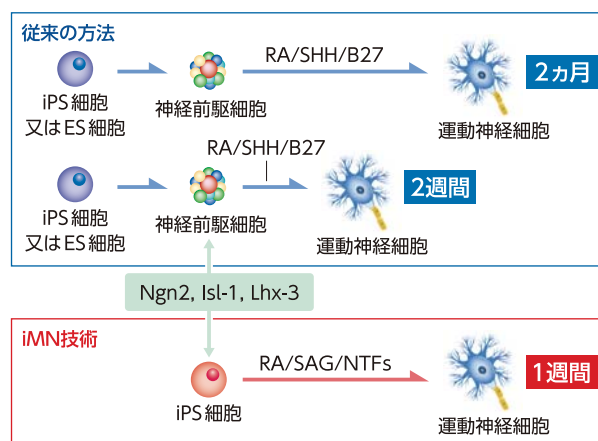 従来の方法
RA/SHH/B27
2ヵ月
iPS細胞
又はES細胞
神経前駆細胞
運動神経細胞
RA/SHH/B27
2週間
iPS細胞
又はES細胞
神経前駆細胞
運動神経細胞
Ngn2, Isl-1, Lhx-3
iMN技術
RA/SAG/NTFs
1週間
iPS細胞
運動神経細胞